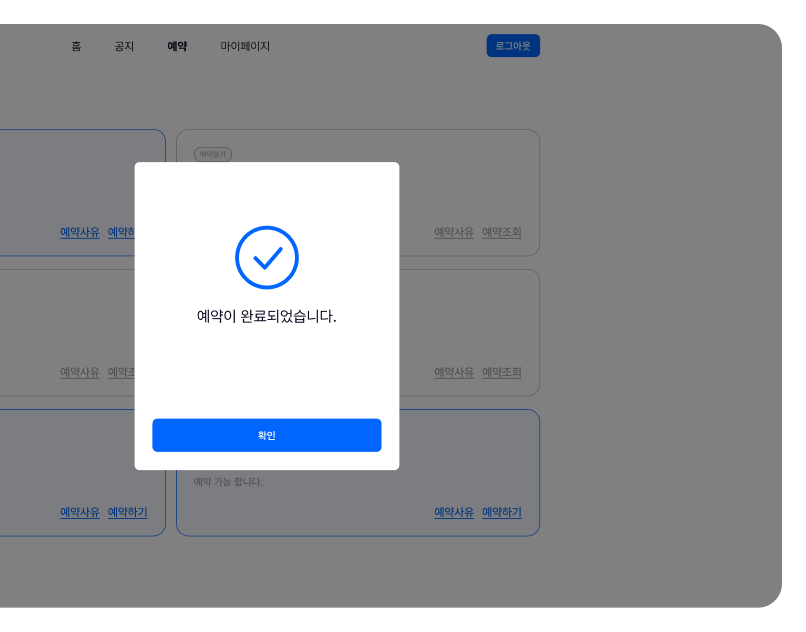 홈 공지 예약 마이페이지 로그아웃
예약불가
예약사유 예약하
예약사유 예약조회
예약이 완료되었습니다.
예약사유 예약조
예약사유 예약조회
확인
예약 가능 합니다.
예약사유 예약하기
예약사유 예약하기